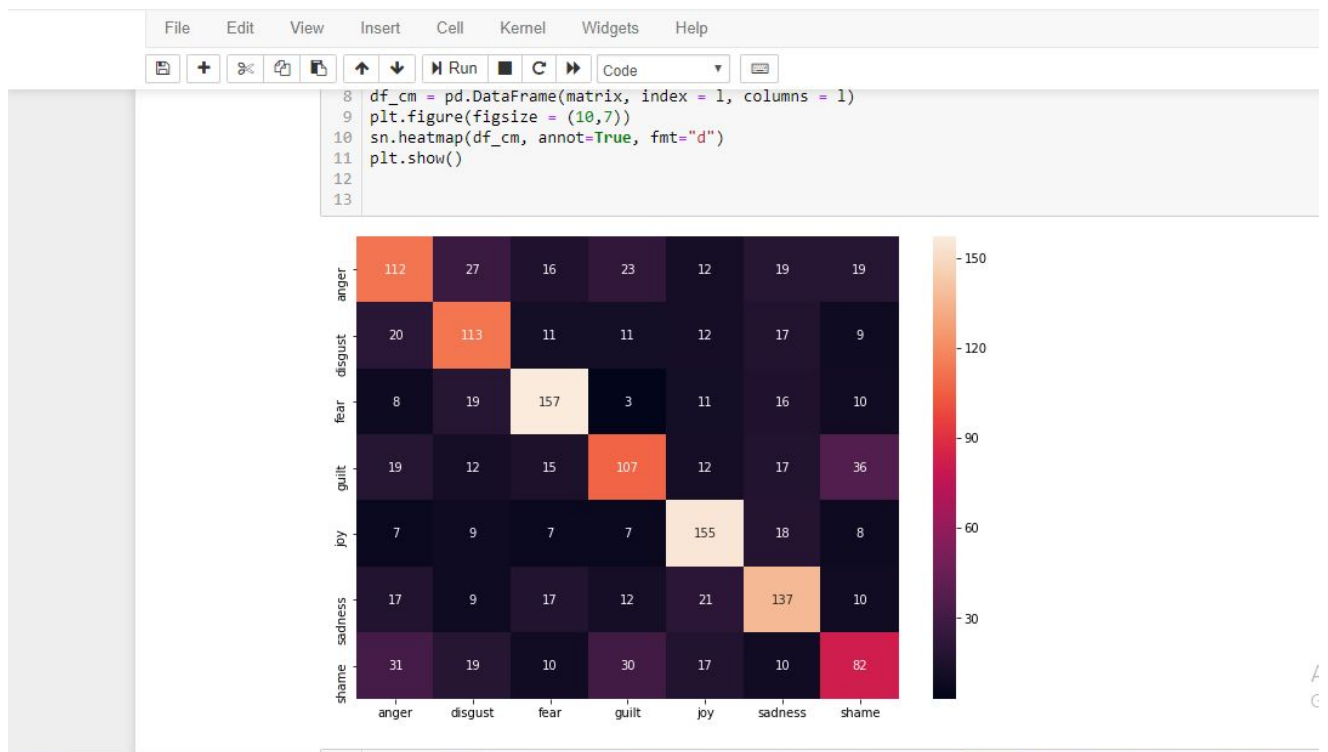 File Edit View Insert Cell Kernel Widgets Help
Run Code
8 df_cm = pd.DataFrame(matrix, index = l, columns = l)
9 plt.figure(figsize = (10,7))
10 sn.heatmap(df_cm, annot=True, fmt="d")
11 plt.show()
12
13
anger 112 27 16 23 12 19 19
disgust 20 113 11 11 12 17 9
fear 8 19 157 3 11 16 10
guilt 19 12 15 107 12 17 36
joy 7 9 7 7 155 18 8
sadness 17 9 17 12 21 137 10
shame 31 19 10 30 17 10 82
anger disgust fear guilt joy sadness shame
150
120
90
60
30